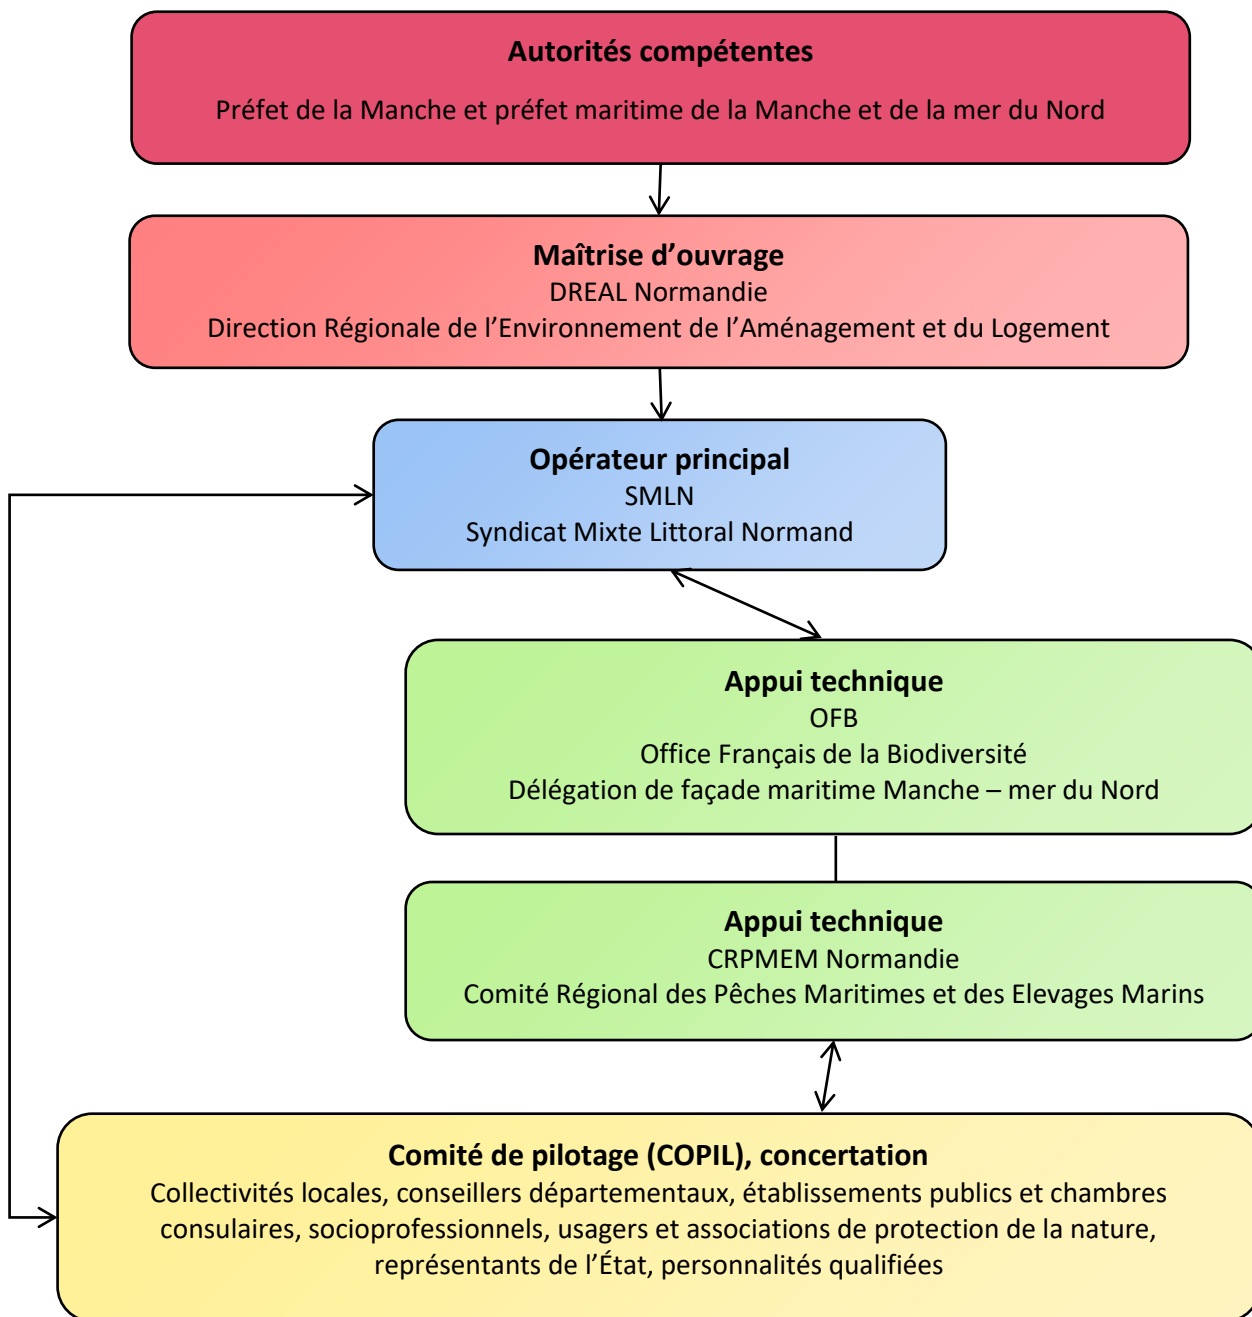 Autorités compétentes
Préfet de la Manche et préfet maritime de la Manche et de la mer du Nord
Maîtrise d’ouvrage
DREAL Normandie
Direction Régionale de l’Environnement de l’Aménagement et du Logement
Opérateur principal
SMLN
Syndicat Mixte Littoral Normand
Appui technique
OFB
Office Français de la Biodiversité
Délégation de façade maritime Manche – mer du Nord
Appui technique
CRPMEM Normandie
Comité Régional des Pêches Maritimes et des Elevages Marins
Comité de pilotage (COPIL), concertation
Collectivités locales, conseillers départementaux, établissements publics et chambres
consulaires, socioprofessionnels, usagers et associations de protection de la nature,
représentants de l’État, personnalités qualifiées